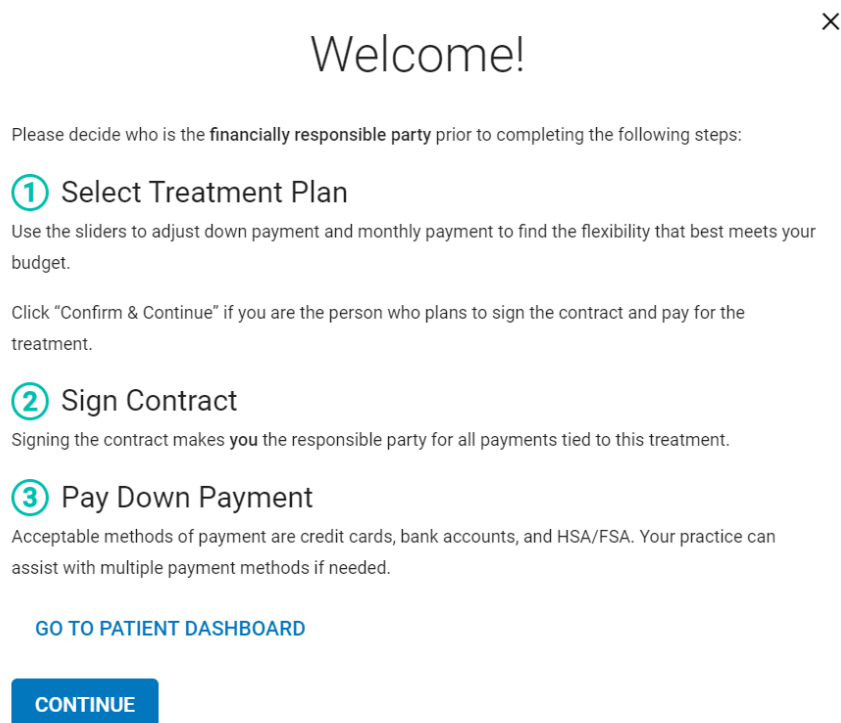 Welcome!
Please decide who is the financially responsible party prior to completing the following steps:
1 Select Treatment Plan
Use the sliders to adjust down payment and monthly payment to find the flexibility that best meets your
budget.
Click “Confirm & Continue” if you are the person who plans to sign the contract and pay for the
treatment.
2 Sign Contract
Signing the contract makes you the responsible party for all payments tied to this treatment.
3 Pay Down Payment
Acceptable methods of payment are credit cards, bank accounts, and HSA/FSA. Your practice can
assist with multiple payment methods if needed.
GO TO PATIENT DASHBOARD
CONTINUE